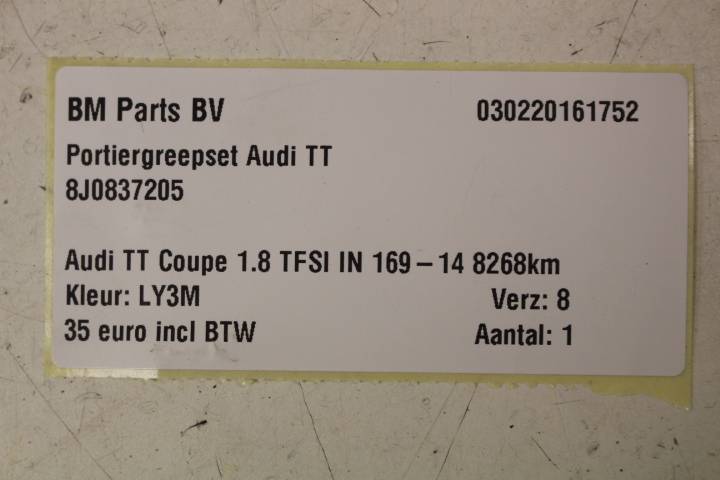 BM Parts BV 030220161752
Portiergreepset Audi TT
8J0837205
Audi TT Coupe 1.8 TFSI IN 169 – 14 8268km
Kleur: LY3M Verz: 8
35 euro incl BTW Aantal: 1